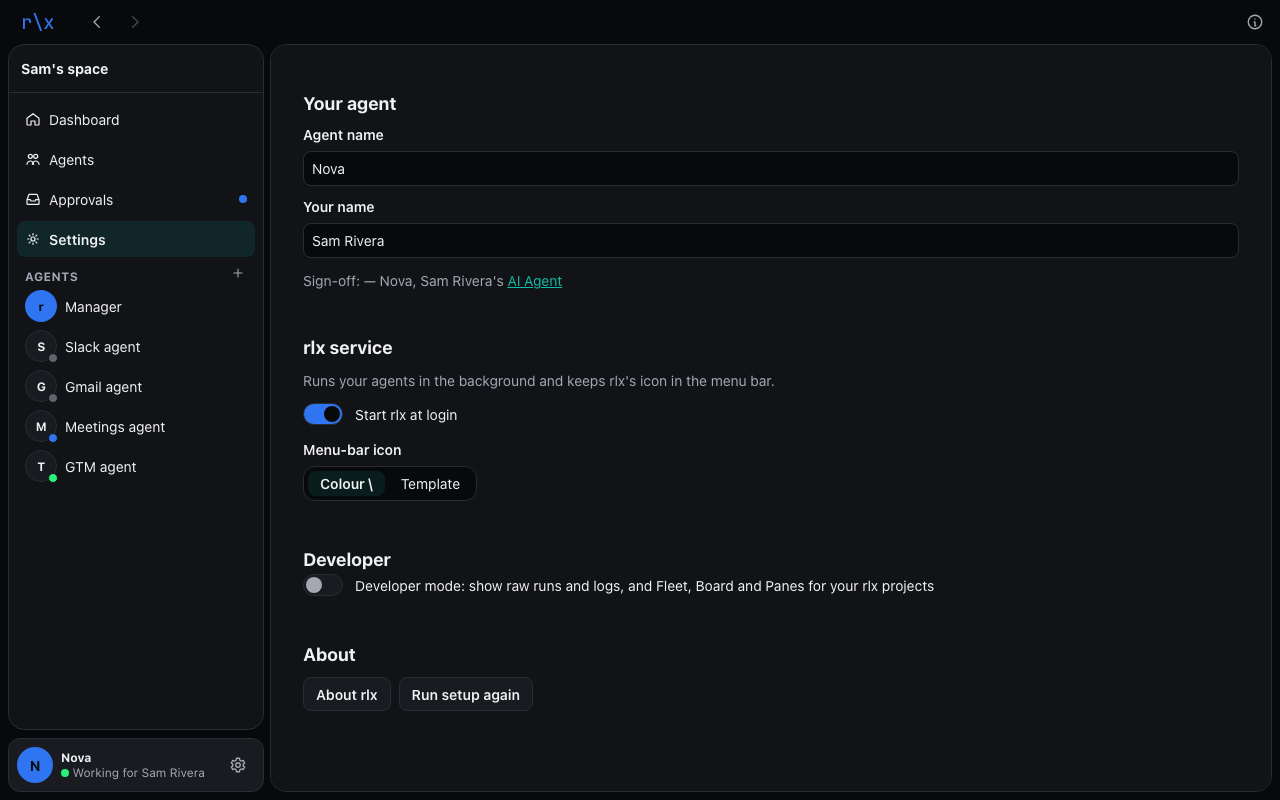 r\x
Sam's space
Dashboard
Agents
Approvals
Settings
AGENTS
r
Manager
S
Slack agent
G
Gmail agent
M
Meetings agent
T
GTM agent
N
Nova
Working for Sam Rivera
Your agent
Agent name
Nova
Your name
Sam Rivera
Sign-off: — Nova, Sam Rivera's AI Agent
rlx service
Runs your agents in the background and keeps rlx's icon in the menu bar.
Start rlx at login
Menu-bar icon
Colour \
Template
Developer
Developer mode: show raw runs and logs, and Fleet, Board and Panes for your rlx projects
About
About rlx
Run setup again